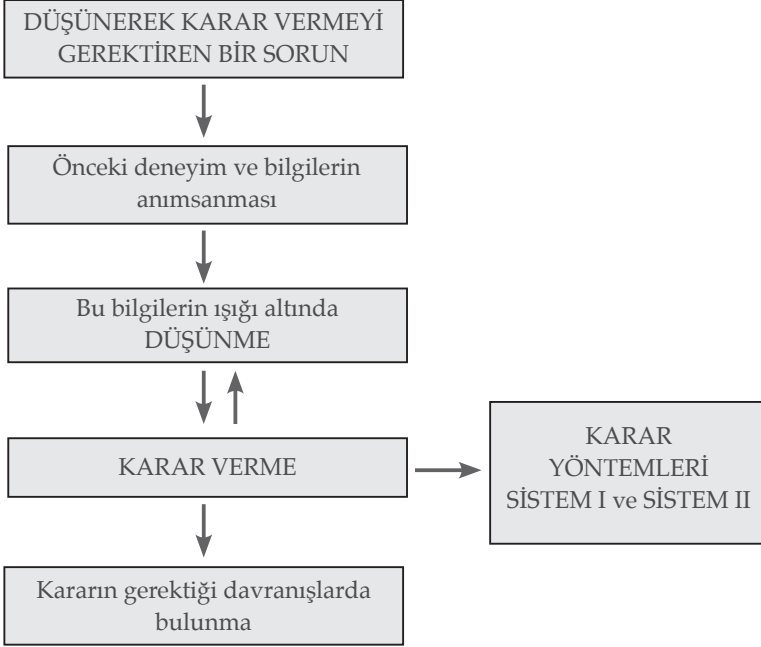 DÜŞÜNEREK KARAR VERMEYİ
GEREKTİREN BİR SORUN
Önceki deneyim ve bilgilerin
anımsanması
Bu bilgilerin ışığı altında
DÜŞÜNME
KARAR VERME
KARAR
YÖNTEMLERİ
SİSTEM I ve SİSTEM II
Kararın gerektiği davranışlarda
bulunma